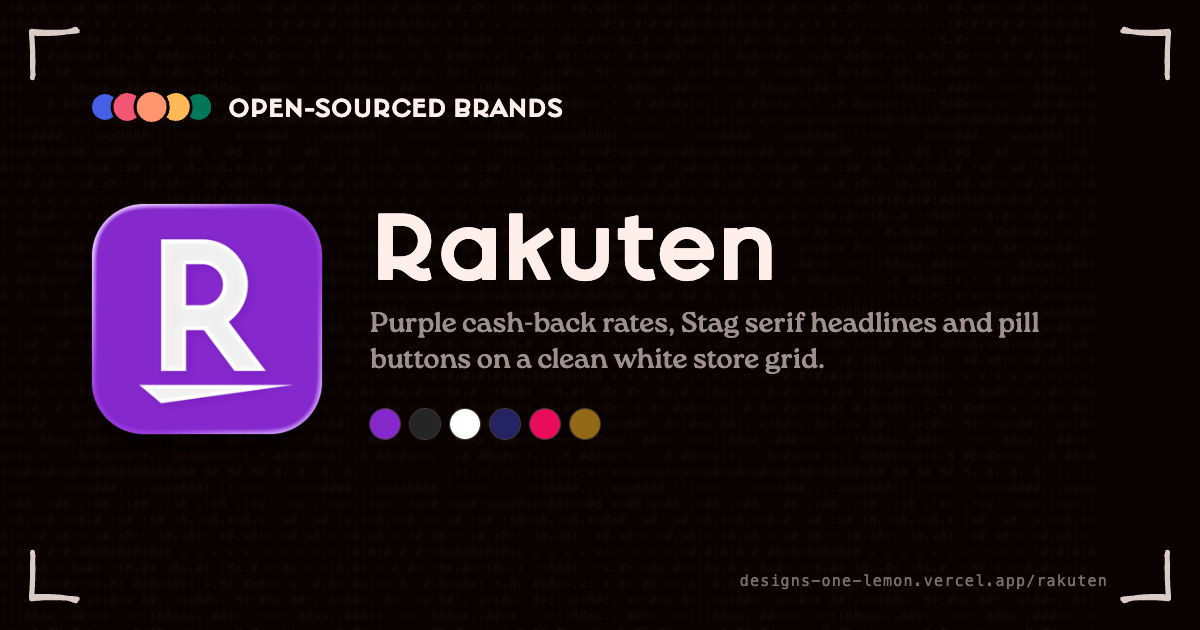 OPEN-SOURCED BRANDS
R
Rakuten
Purple cash-back rates, Stag serif headlines and pill
buttons on a clean white store grid.
designs-one-lemon.vercel.app/rakuten